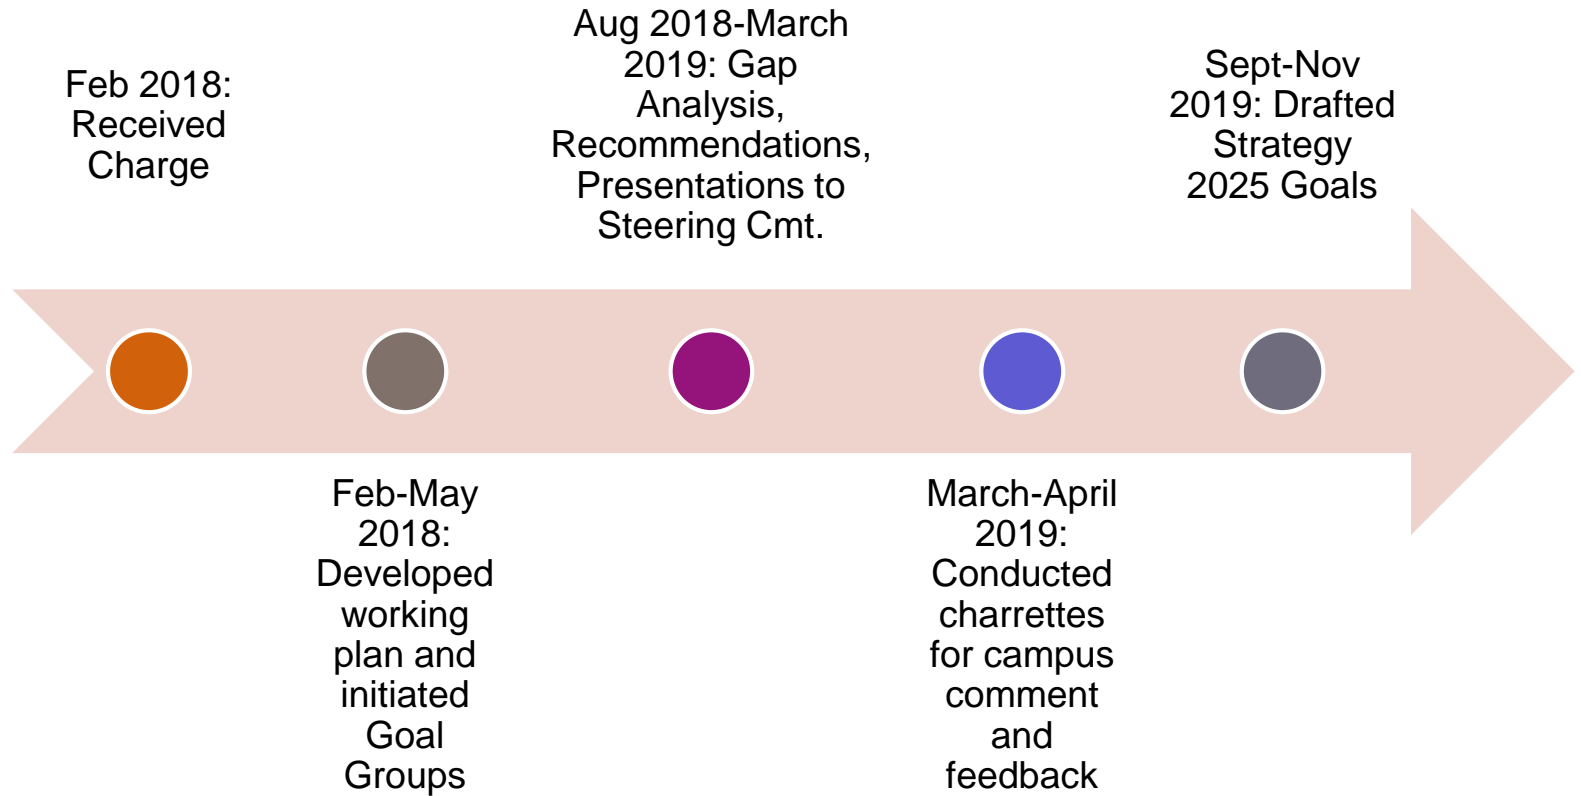 Feb 2018:
Received
Charge
Feb-May
2018:
Developed
working
plan and
initiated
Goal
Groups
Aug 2018-March
2019: Gap
Analysis,
Recommendations,
Presentations to
Steering Cmt.
March-April
2019:
Conducted
charrettes
for campus
comment
and
feedback
Sept-Nov
2019: Drafted
Strategy
2025 Goals